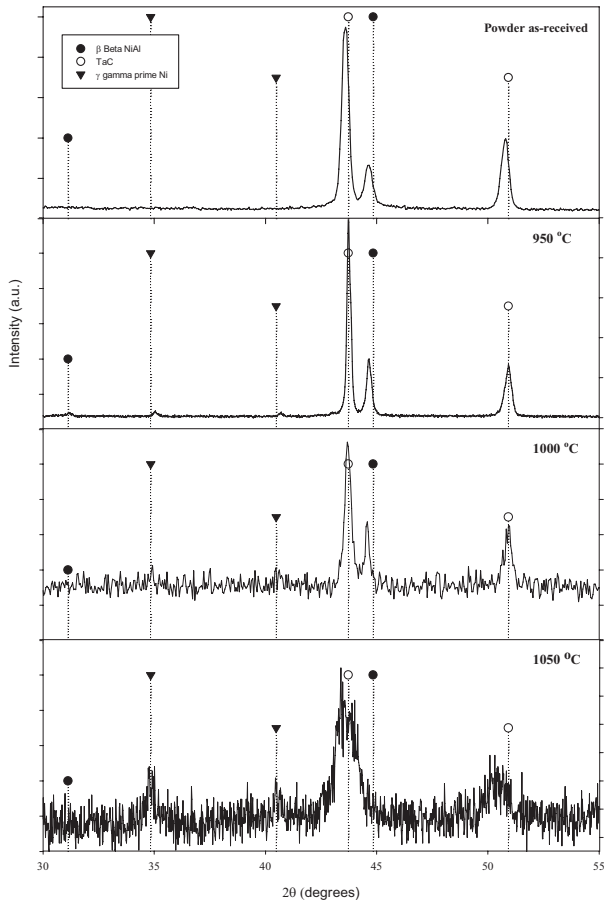 Powder as-received
β Beta NiAl
TaC
γ gamma prime Ni
950 °C
Intensity (a.u.)
1000 °C
1050 °C
30 35 40 45 50 55
2θ (degrees)